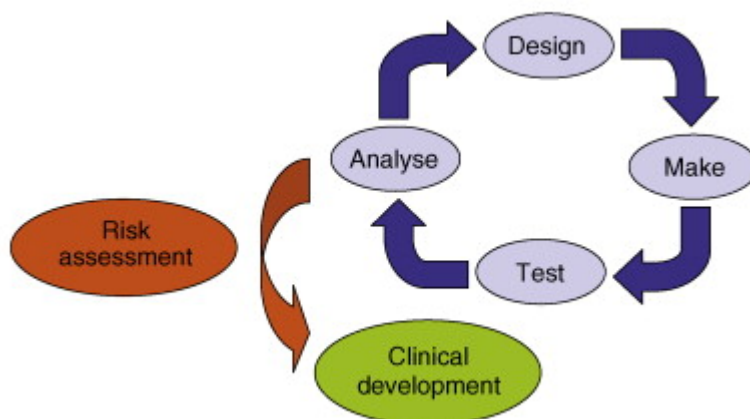 Design
Analyse
Make
Risk
assessment
Test
Clinical
development